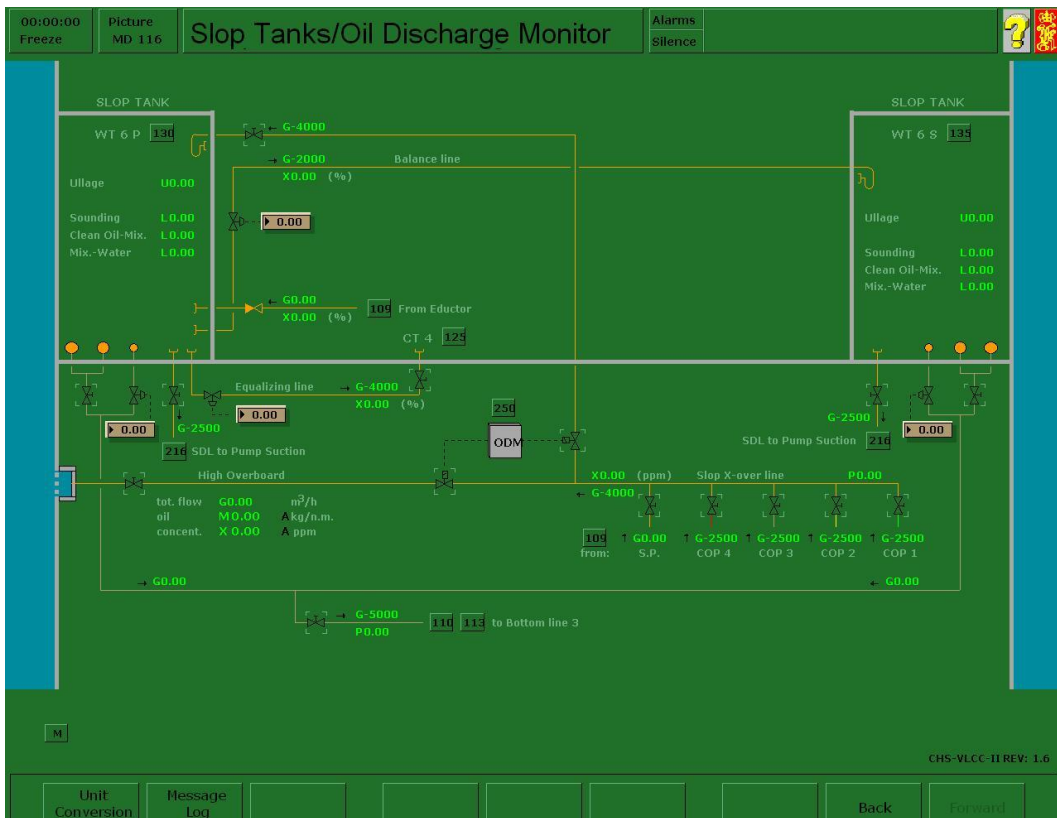 00:00:00
Freeze
Picture
MD 116
Slop Tanks/Oil Discharge Monitor
Alarms
Silence
?
SLOP TANK
WT 6 P 130
Ullage U0.00
Sounding L0.00
Clean Oil-Mix. L0.00
Mix.-Water L0.00
← G-4000
→ G-2000 Balance line
X0.00 (%)
0.00
← G0.00
X0.00 (%)
109 From Eductor
CT 4 125
SLOP TANK
WT 6 S 135
Ullage U0.00
Sounding L0.00
Clean Oil-Mix. L0.00
Mix.-Water L0.00
Equalizing line → G-4000
X0.00 (%)
0.00
0.00
G-2500
216 SDL to Pump Suction
250
ODM
G-2500
SDL to Pump Suction 216
0.00
High Overboard
tot. flow G0.00 m3/h
oil M0.00 A kg/n.m.
concent. X0.00 A ppm
X0.00 (ppm) Slop X-over line P0.00
← G-4000
109 ↑ G0.00 ↑ G-2500 ↑ G-2500 ↑ G-2500 ↑ G-2500
from: S.P. COP 4 COP 3 COP 2 COP 1
→ G0.00
← G0.00
→ G-5000
P0.00
110 113 to Bottom line 3
M
CHS-VLCC-II REV: 1.6
Unit
Conversion
Message
Log
Back
Forward